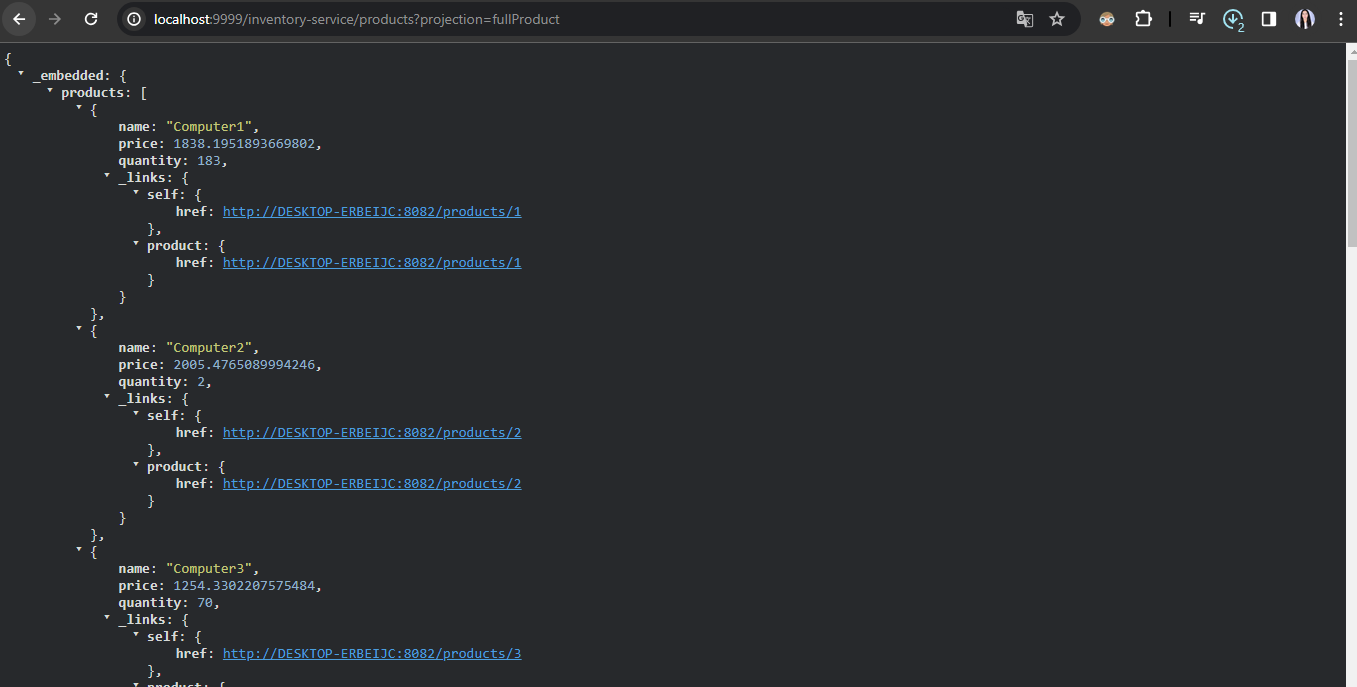 localhost:9999/inventory-service/products?projection=fullProduct
2
{
_embedded: {
products: [
{
name: "Computer1",
price: 1838.1951893669802,
quantity: 183,
_links: {
self: {
href: http://DESKTOP-ERBEIJC:8082/products/1
},
product: {
href: http://DESKTOP-ERBEIJC:8082/products/1
}
}
},
{
name: "Computer2",
price: 2005.4765089994246,
quantity: 2,
_links: {
self: {
href: http://DESKTOP-ERBEIJC:8082/products/2
},
product: {
href: http://DESKTOP-ERBEIJC:8082/products/2
}
}
},
{
name: "Computer3",
price: 1254.3302207575484,
quantity: 70,
_links: {
self: {
href: http://DESKTOP-ERBEIJC:8082/products/3
},
product: {